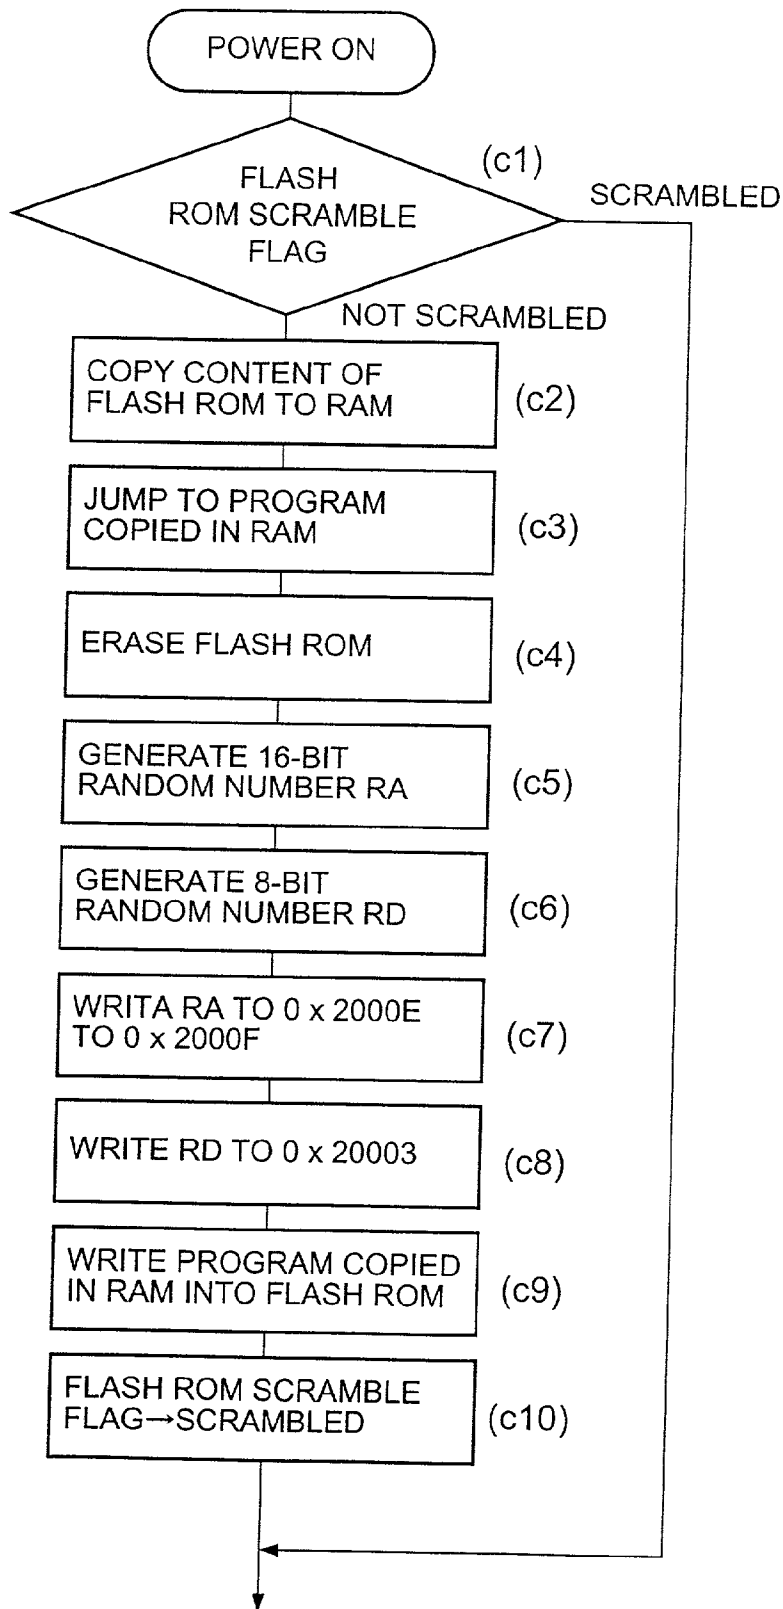 POWER ON
(c1)
FLASH
ROM SCRAMBLE
FLAG
SCRAMBLED
NOT SCRAMBLED
COPY CONTENT OF
FLASH ROM TO RAM
(c2)
JUMP TO PROGRAM
COPIED IN RAM
(c3)
ERASE FLASH ROM
(c4)
GENERATE 16-BIT
RANDOM NUMBER RA
(c5)
GENERATE 8-BIT
RANDOM NUMBER RD
(c6)
WRITA RA TO 0 x 2000E
TO 0 x 2000F
(c7)
WRITE RD TO 0 x 20003
(c8)
WRITE PROGRAM COPIED
IN RAM INTO FLASH ROM
(c9)
FLASH ROM SCRAMBLE
FLAG→SCRAMBLED
(c10)